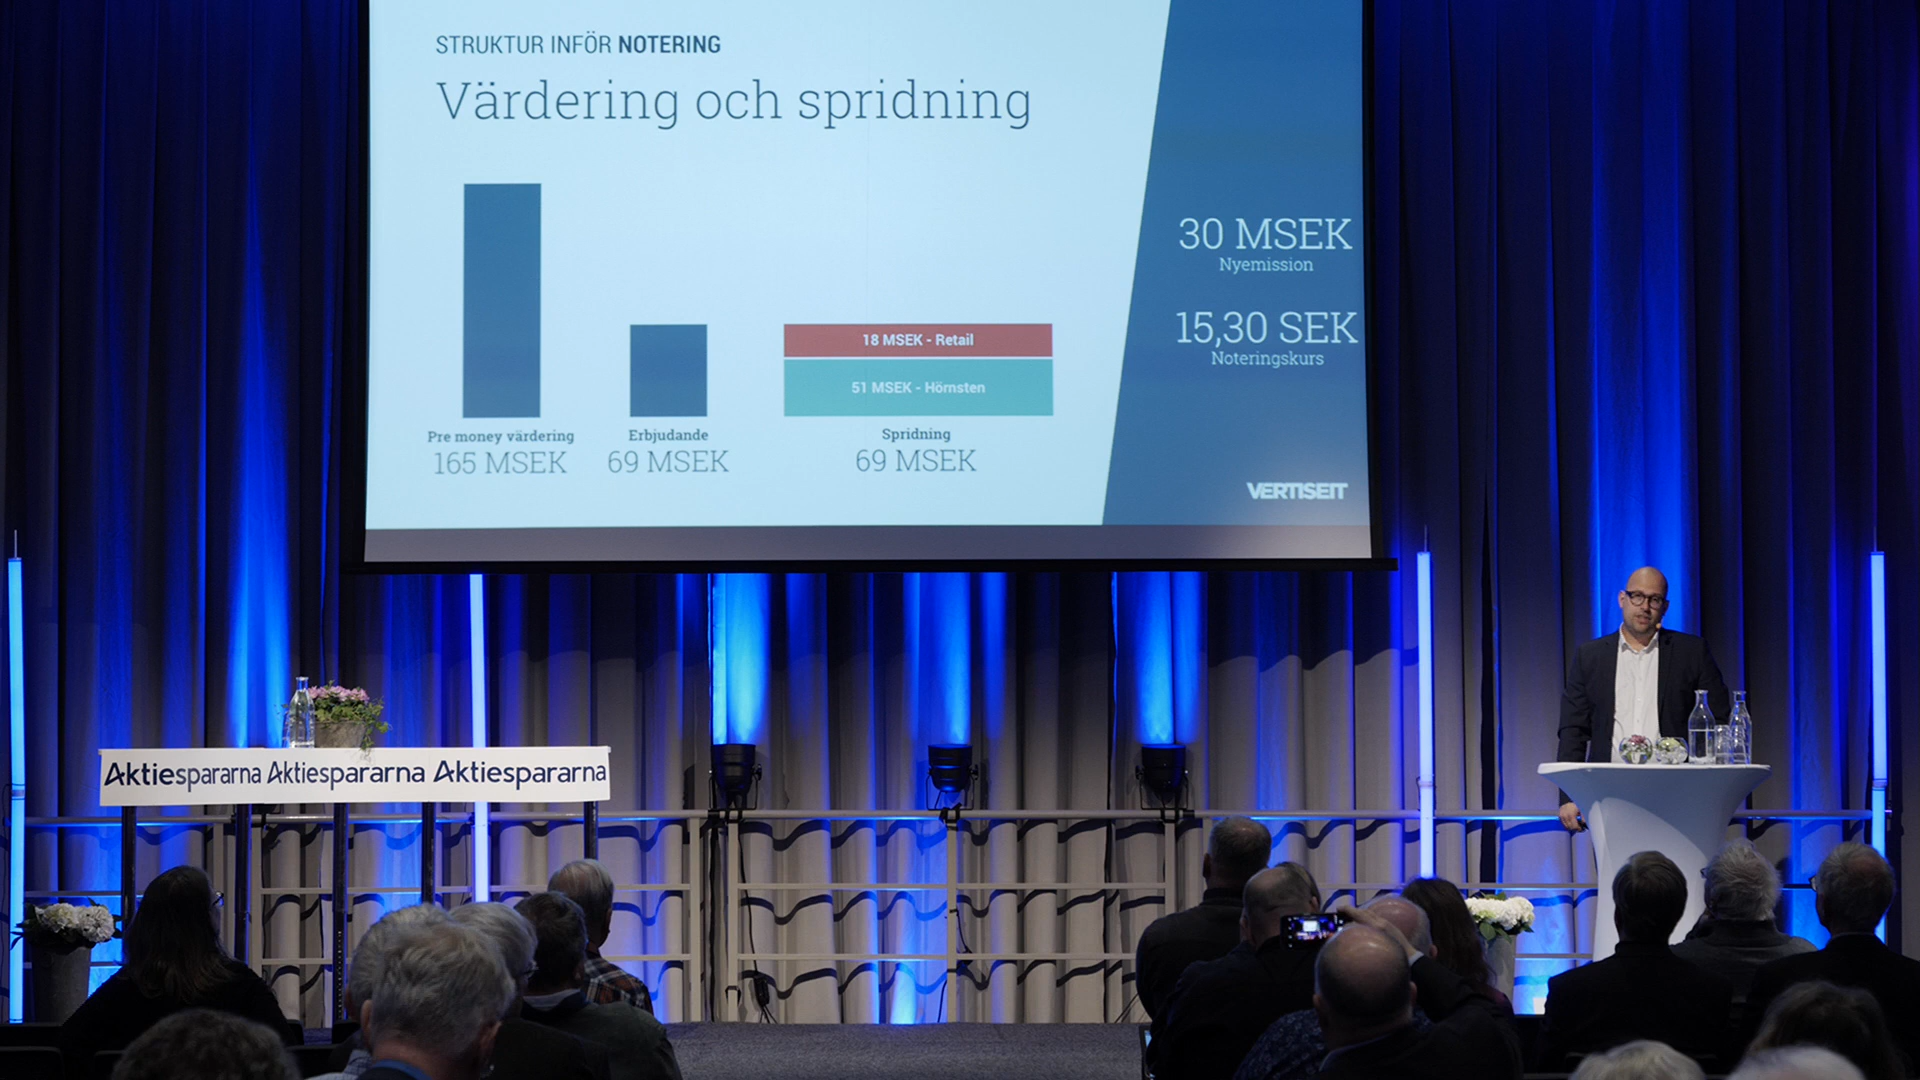 STRUKTUR INFÖR NOTERING
Värdering och spridning
30 MSEK
Nyemission
15,30 SEK
Noteringskurs
18 MSEK - Retail
51 MSEK - Hörnsten
Pre money värdering
165 MSEK
Erbjudande
69 MSEK
Spridning
69 MSEK
VERTISEIT
Aktiespararna Aktiespararna Aktiespararna